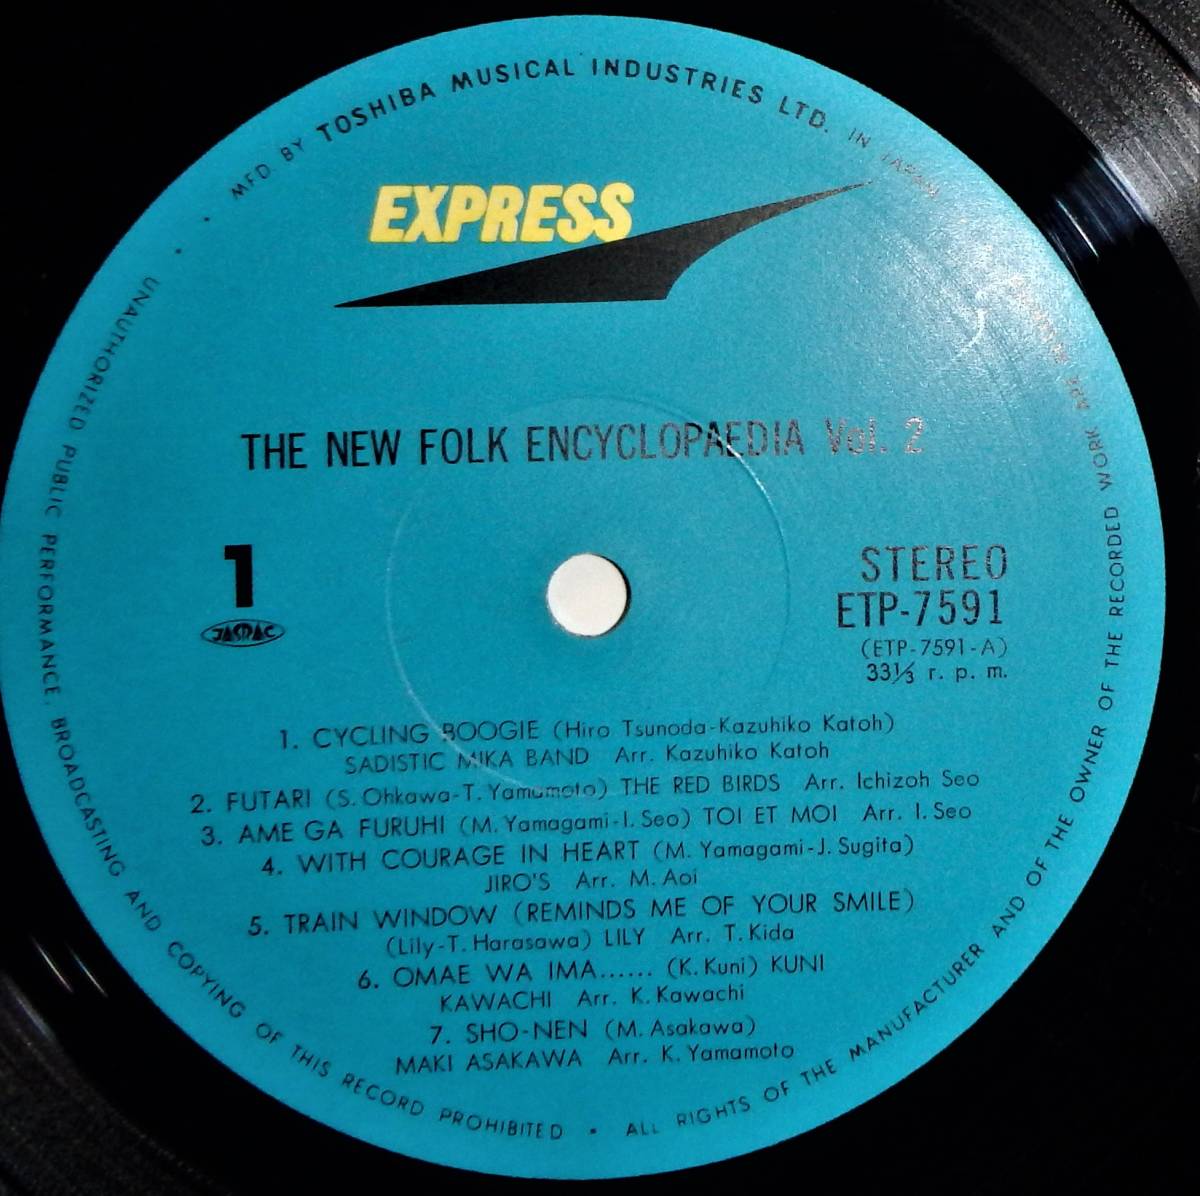 MFD BY TOSHIBA MUSICAL INDUSTRIES LTD. IN JAPAN
EXPRESS
THE NEW FOLK ENCYCLOPAEDIA Vol. 2
1
JASRAC
STEREO
ETP-7591
(ETP-7591-A)
33⅓ r. p. m.
1. CYCLING BOOGIE (Hiro Tsunoda-Kazuhiko Katoh)
SADISTIC MIKA BAND Arr. Kazuhiko Katoh
2. FUTARI (S. Ohkawa-T. Yamamoto) THE RED BIRDS Arr. Ichizoh Seo
3. AME GA FURUHI (M. Yamagami-I. Seo) TOI ET MOI Arr. I. Seo
4. WITH COURAGE IN HEART (M. Yamagami-J. Sugita)
JIRO'S Arr. M. Aoi
5. TRAIN WINDOW (REMINDS ME OF YOUR SMILE)
(Lily-T. Harasawa) LILY Arr. T. Kida
6. OMAE WA IMA...... (K. Kuni) KUNI
KAWACHI Arr. K. Kawachi
7. SHO-NEN (M. Asakawa)
MAKI ASAKAWA Arr. K. Yamamoto
ALL RIGHTS OF THE MANUFACTURER AND OF THE OWNER OF THE RECORDED WORK ARE
UNAUTHORIZED PUBLIC PERFORMANCE, BROADCASTING AND COPYING OF THIS RECORD PROHIBITED